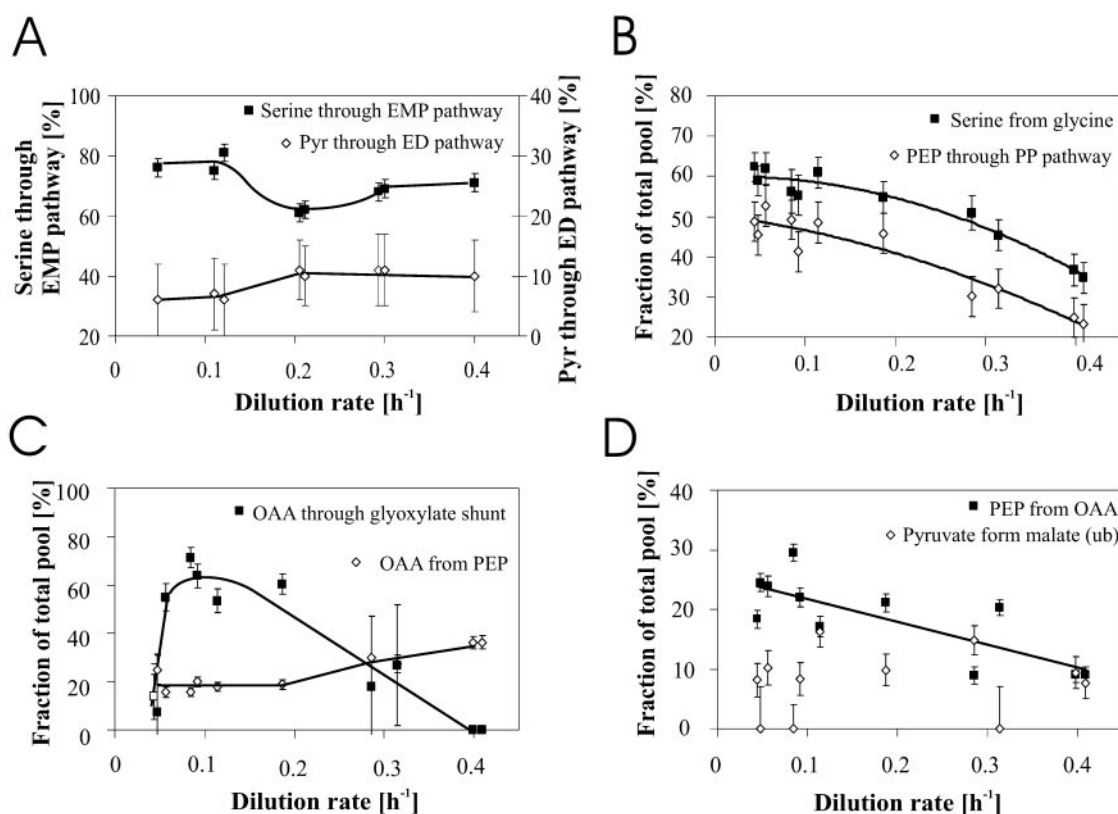 A
Serine through
EMP pathway [%]
100
80
60
40
20
■ Serine through EMP pathway
◇ Pyr through ED pathway
40
30
20
10
0
Pyr through ED pathway [%]
0 0.1 0.2 0.3 0.4
Dilution rate [h⁻¹]
B
Fraction of total pool [%]
80
70
60
50
40
30
20
■ Serine from glycine
◇ PEP through PP pathway
0 0.1 0.2 0.3 0.4
Dilution rate [h⁻¹]
C
Fraction of total pool [%]
100
80
60
40
20
0
■ OAA through glyoxylate shunt
◇ OAA from PEP
0 0.1 0.2 0.3 0.4
Dilution rate [h⁻¹]
D
Fraction of total pool [%]
40
30
20
10
0
■ PEP from OAA
Pyruvate form malate (ub) ◇
0 0.1 0.2 0.3 0.4
Dilution rate [h⁻¹]